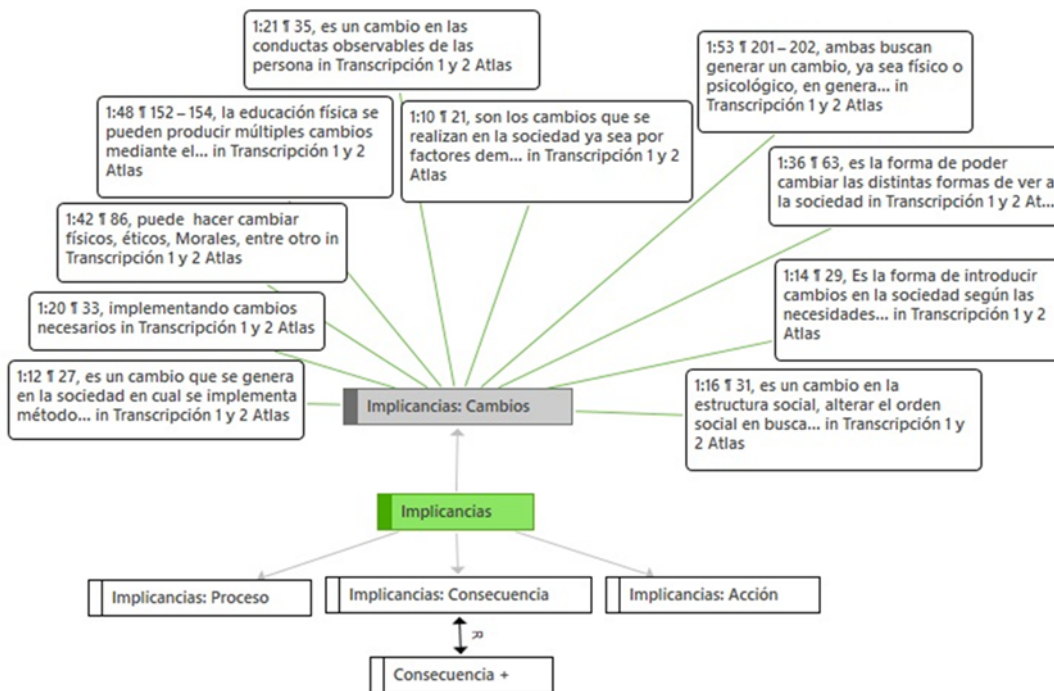 1:21 ¶ 35, es un cambio en las
conductas observables de las
persona in Transcripción 1 y 2 Atlas
1:53 ¶ 201 – 202, ambas buscan
generar un cambio, ya sea físico o
psicológico, en genera... in
Transcripción 1 y 2 Atlas
1:48 ¶ 152 – 154, la educación física se
pueden producir múltiples cambios
mediante el... in Transcripción 1 y 2
Atlas
1:10 ¶ 21, son los cambios que se
realizan en la sociedad ya sea por
factores dem... in Transcripción 1 y 2
Atlas
1:36 ¶ 63, es la forma de poder
cambiar las distintas formas de ver a
la sociedad in Transcripción 1 y 2 At...
1:42 ¶ 86, puede hacer cambiar
físicos, éticos, Morales, entre otro in
Transcripción 1 y 2 Atlas
1:14 ¶ 29, Es la forma de introducir
cambios en la sociedad según las
necesidades... in Transcripción 1 y 2
Atlas
1:20 ¶ 33, implementando cambios
necesarios in Transcripción 1 y 2 Atlas
1:12 ¶ 27, es un cambio que se genera
en la sociedad en cual se implementa
método... in Transcripción 1 y 2 Atlas
Implicancias: Cambios
1:16 ¶ 31, es un cambio en la
estructura social, alterar el orden
social en busca... in Transcripción 1 y
2 Atlas
Implicancias
Implicancias: Proceso
Implicancias: Consecuencia
Implicancias: Acción
R
Consecuencia +